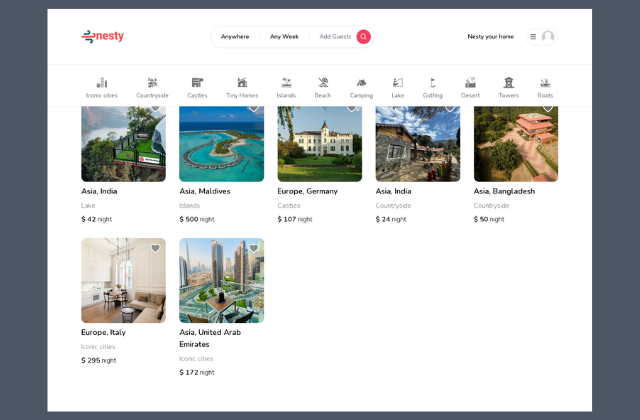 nesty
Anywhere
Any Week
Add Guests
Nesty your home
Iconic cities
Countryside
Castles
Tiny Homes
Islands
Beach
Camping
Lake
Golfing
Desert
Towers
Boats
Asia, India
Lake
$ 42 night
Asia, Maldives
Islands
$ 500 night
Europe, Germany
Castles
$ 107 night
Asia, India
Countryside
$ 24 night
Asia, Bangladesh
Countryside
$ 50 night
Europe, Italy
Iconic cities
$ 295 night
Asia, United Arab
Emirates
Iconic cities
$ 172 night